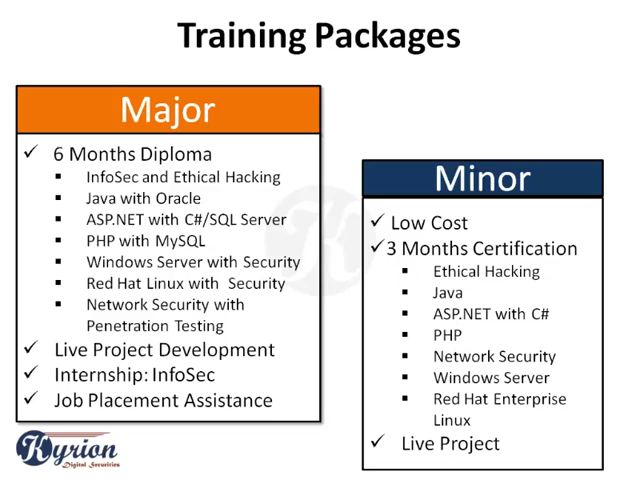 Training Packages
Major
✓ 6 Months Diploma
▪ InfoSec and Ethical Hacking
▪ Java with Oracle
▪ ASP.NET with C#/SQL Server
▪ PHP with MySQL
▪ Windows Server with Security
▪ Red Hat Linux with Security
▪ Network Security with
Penetration Testing
✓ Live Project Development
✓ Internship: InfoSec
✓ Job Placement Assistance
Minor
✓ Low Cost
✓ 3 Months Certification
▪ Ethical Hacking
▪ Java
▪ ASP.NET with C#
▪ PHP
▪ Network Security
▪ Windows Server
▪ Red Hat Enterprise
Linux
✓ Live Project
Kyrion
Digital Securities